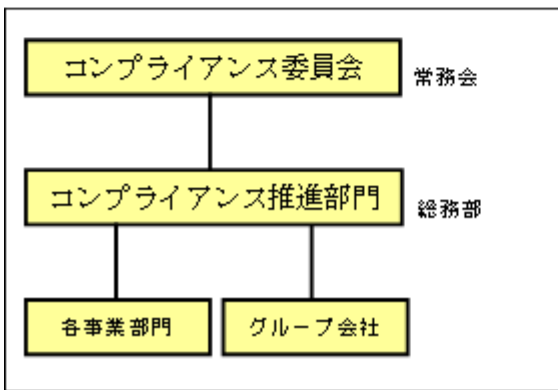 コンプライアンス委員会
常務会
コンプライアンス推進部門
総務部
各事業部門
グループ会社